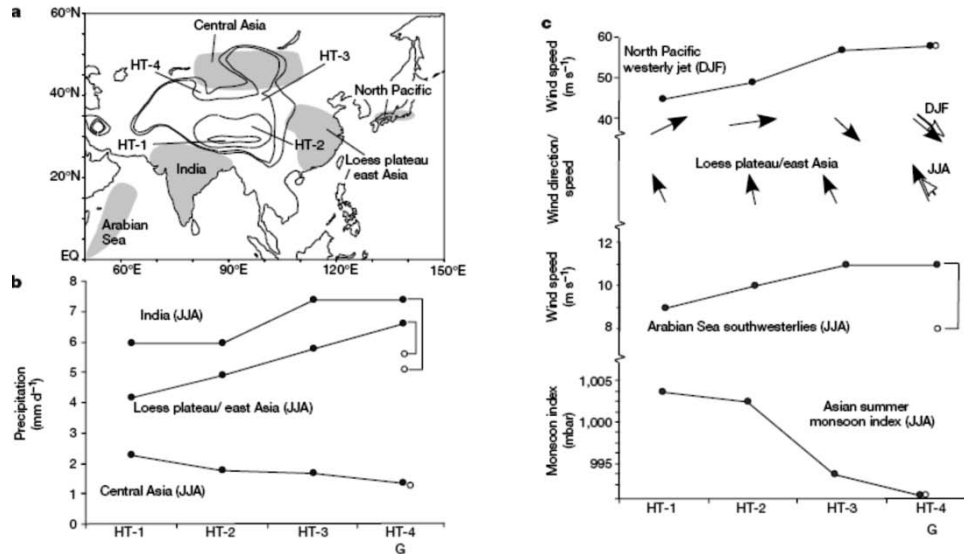 a
60°N
40°N
20°N
EQ
60°E
90°E
120°E
150°E
Central Asia
HT-4
HT-3
North Pacific
HT-1
HT-2
Loess plateau/
east Asia
India
Arabian
Sea
b
Precipitation
(mm d⁻¹)
8
7
6
5
4
3
2
1
0
India (JJA)
Loess plateau/ east Asia (JJA)
Central Asia (JJA)
HT-1
HT-2
HT-3
HT-4
G
c
Wind speed
(m s⁻¹)
60
50
40
North Pacific
westerly jet (DJF)
Wind direction/
speed
DJF
Loess plateau/east Asia
JJA
Wind speed
(m s⁻¹)
12
10
8
Arabian Sea southwesterlies (JJA)
Monsoon index
(mbar)
1,005
1,000
995
Asian summer
monsoon index (JJA)
HT-1
HT-2
HT-3
HT-4
G